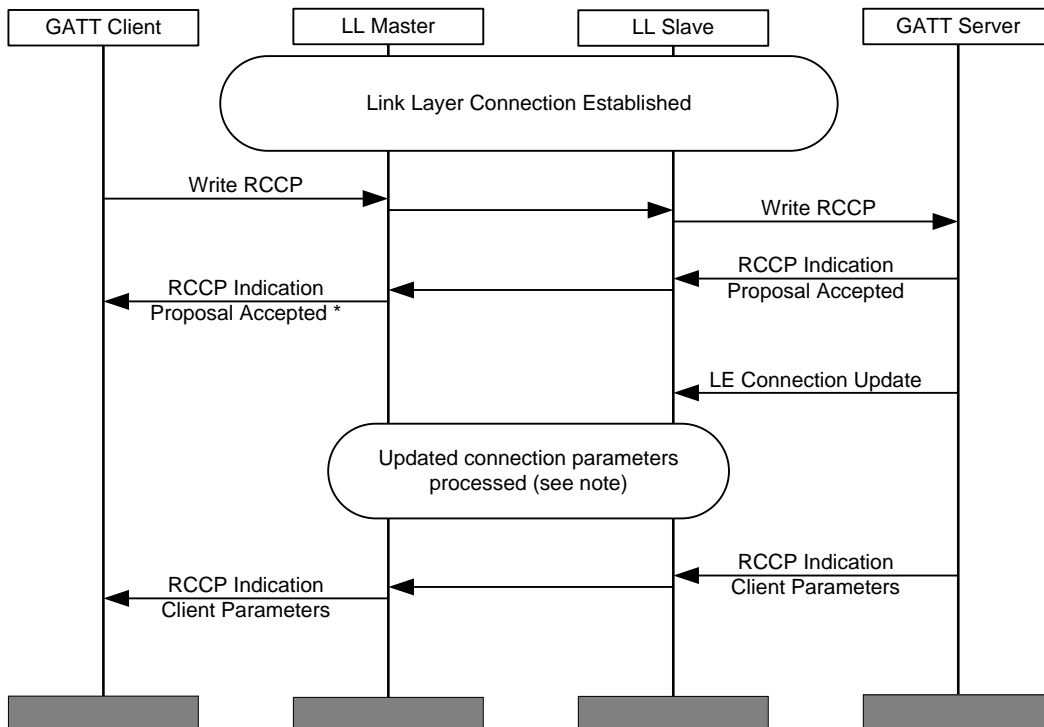 GATT Client
LL Master
LL Slave
GATT Server
Link Layer Connection Established
Write RCCP
Write RCCP
RCCP Indication
Proposal Accepted
RCCP Indication
Proposal Accepted *
LE Connection Update
Updated connection parameters
processed (see note)
RCCP Indication
Client Parameters
RCCP Indication
Client Parameters